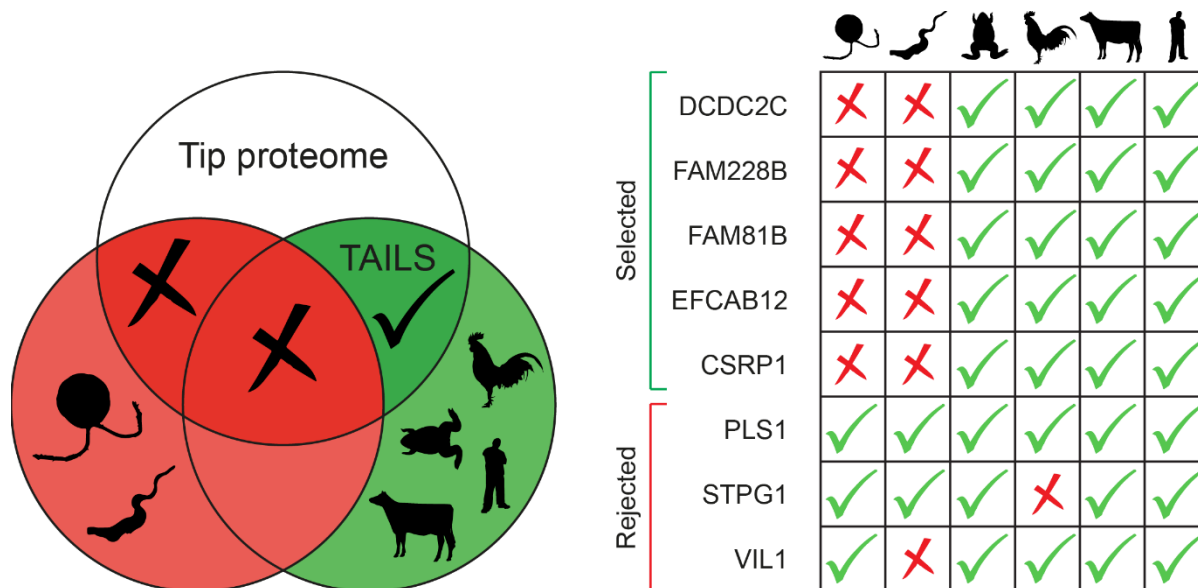 Tip proteome
TAILS
Selected
DCDC2C
FAM228B
FAM81B
EFCAB12
CSRP1
Rejected
PLS1
STPG1
VIL1